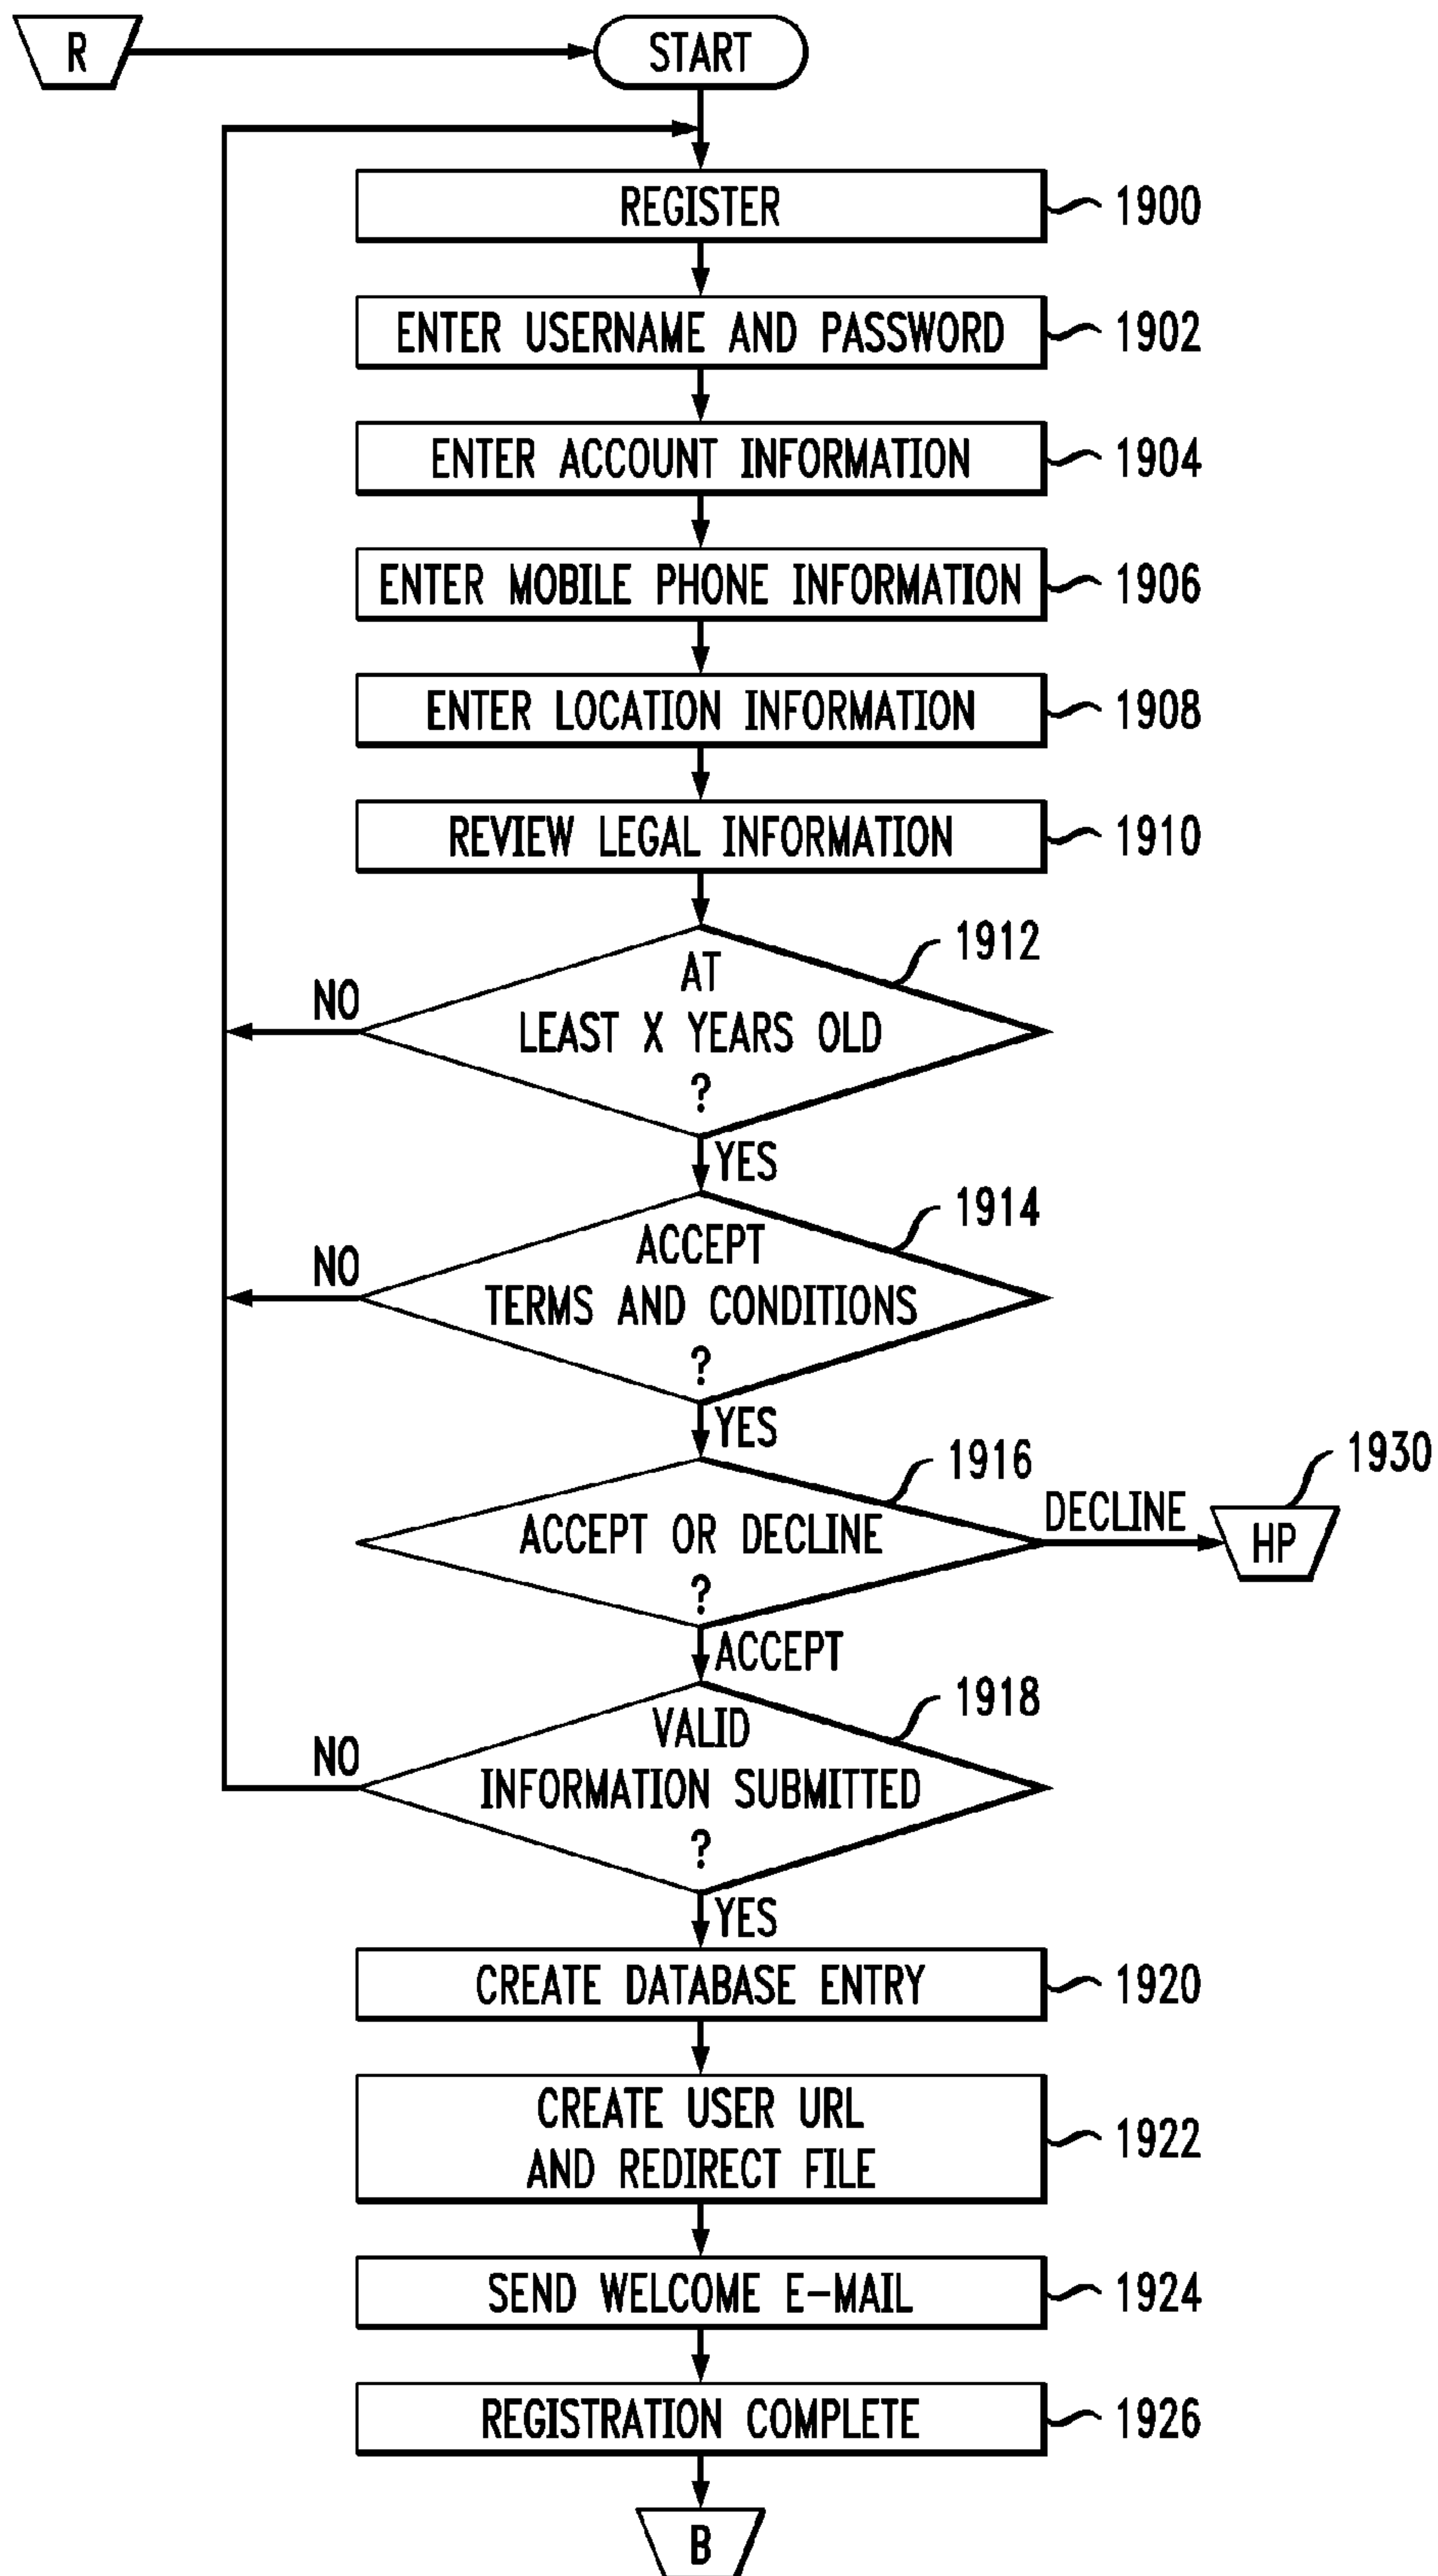 R
START
REGISTER
1900
ENTER USERNAME AND PASSWORD
1902
ENTER ACCOUNT INFORMATION
1904
ENTER MOBILE PHONE INFORMATION
1906
ENTER LOCATION INFORMATION
1908
REVIEW LEGAL INFORMATION
1910
1912
AT
LEAST X YEARS OLD
?
NO
YES
1914
ACCEPT
TERMS AND CONDITIONS
?
NO
YES
1916
ACCEPT OR DECLINE
?
DECLINE
1930
HP
ACCEPT
1918
VALID
INFORMATION SUBMITTED
?
NO
YES
CREATE DATABASE ENTRY
1920
CREATE USER URL
AND REDIRECT FILE
1922
SEND WELCOME E-MAIL
1924
REGISTRATION COMPLETE
1926
B